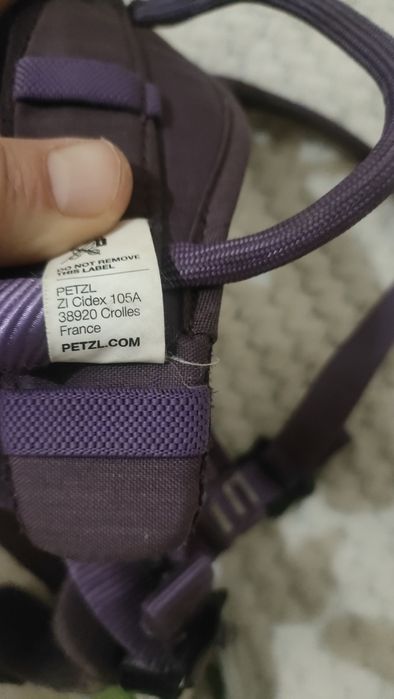 DO NOT REMOVE
THIS LABEL
PETZL
ZI Cidex 105A
38920 Crolles
France
PETZL.COM